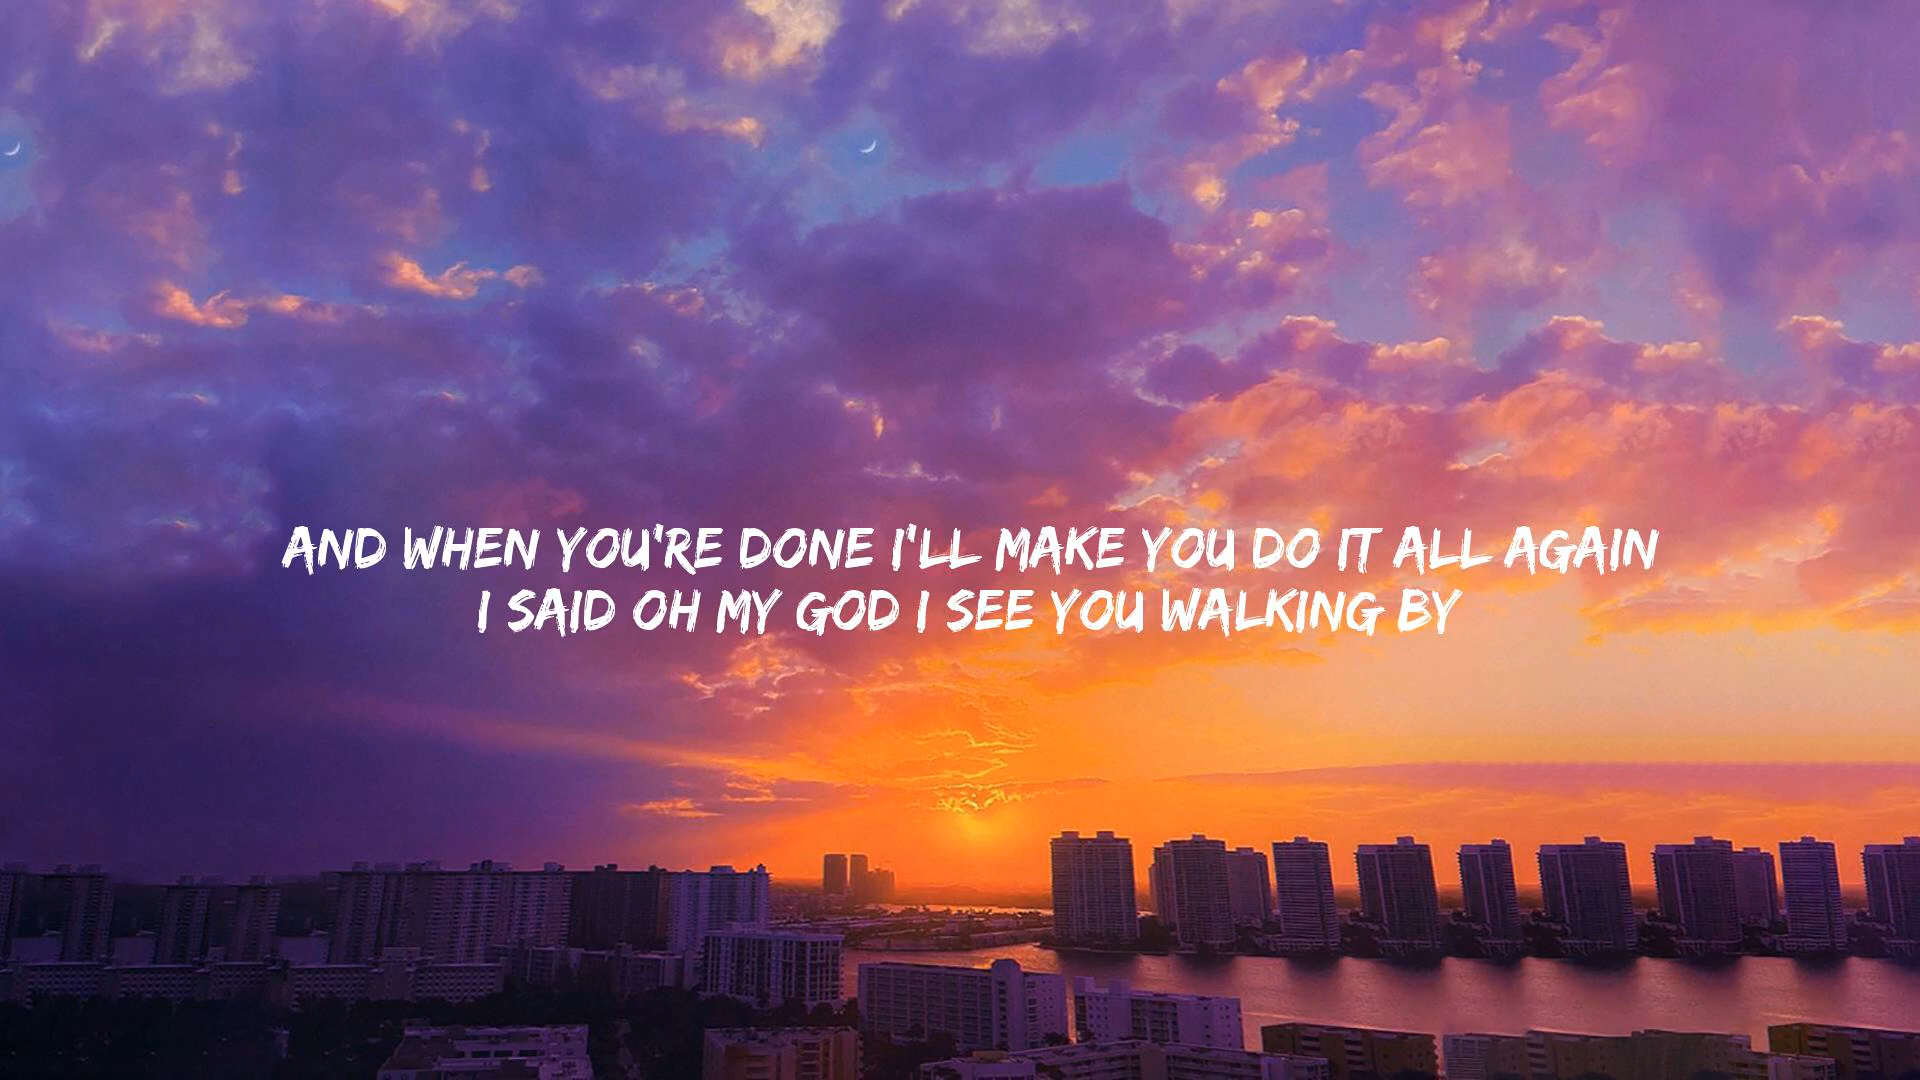 AND WHEN YOU'RE DONE I'LL MAKE YOU DO IT ALL AGAIN
I SAID OH MY GOD I SEE YOU WALKING BY